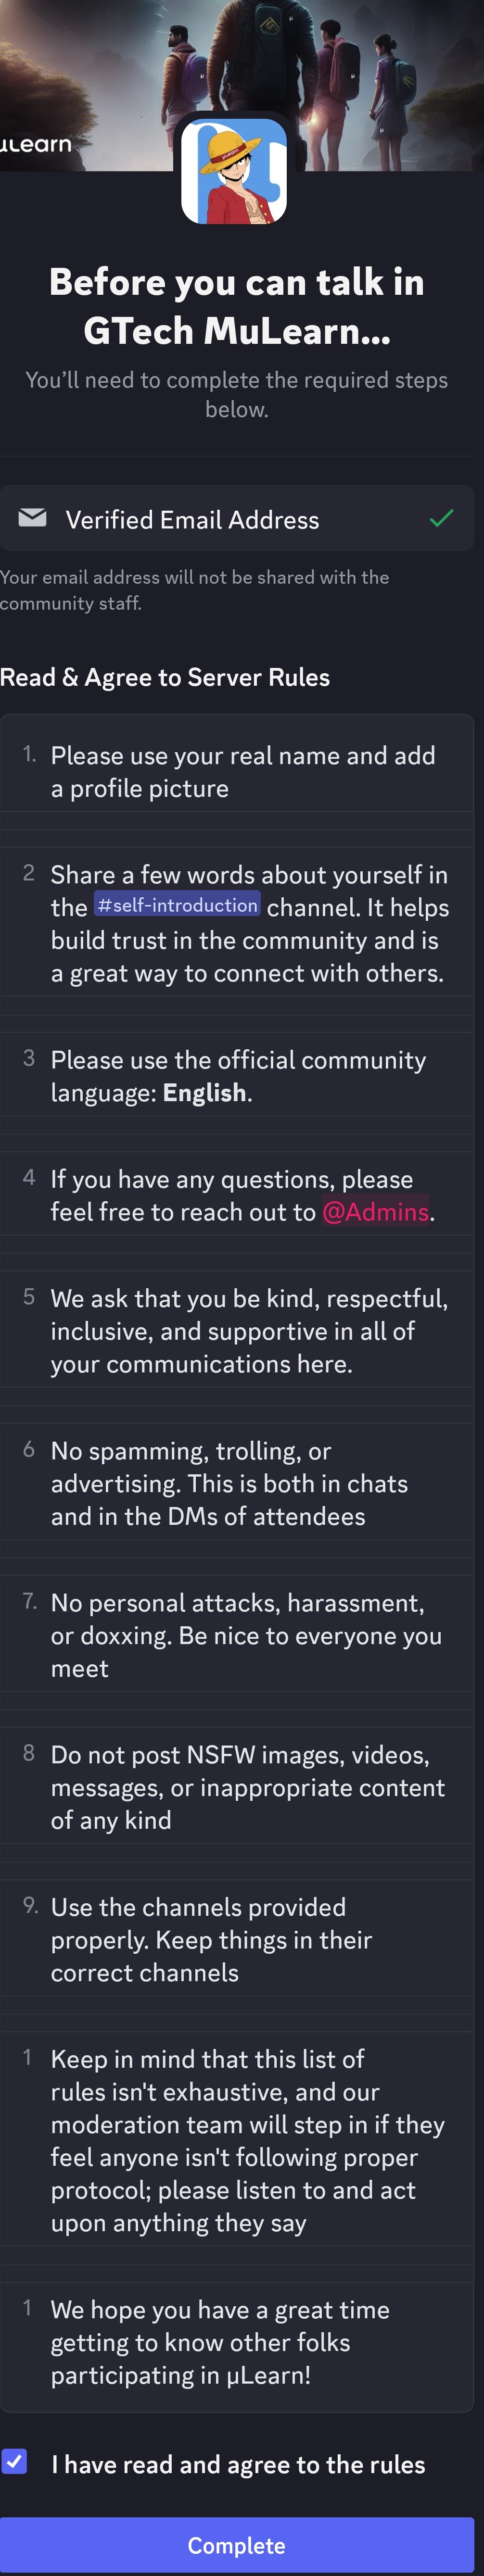 µLearn
Before you can talk in
GTech MuLearn...
You'll need to complete the required steps
below.
Verified Email Address
Your email address will not be shared with the
community staff.
Read & Agree to Server Rules
1. Please use your real name and add
a profile picture
2 Share a few words about yourself in
the #self-introduction channel. It helps
build trust in the community and is
a great way to connect with others.
3 Please use the official community
language: English.
4 If you have any questions, please
feel free to reach out to @Admins.
5 We ask that you be kind, respectful,
inclusive, and supportive in all of
your communications here.
6 No spamming, trolling, or
advertising. This is both in chats
and in the DMs of attendees
7. No personal attacks, harassment,
or doxxing. Be nice to everyone you
meet
8 Do not post NSFW images, videos,
messages, or inappropriate content
of any kind
9. Use the channels provided
properly. Keep things in their
correct channels
1 Keep in mind that this list of
rules isn't exhaustive, and our
moderation team will step in if they
feel anyone isn't following proper
protocol; please listen to and act
upon anything they say
1 We hope you have a great time
getting to know other folks
participating in µLearn!
I have read and agree to the rules
Complete